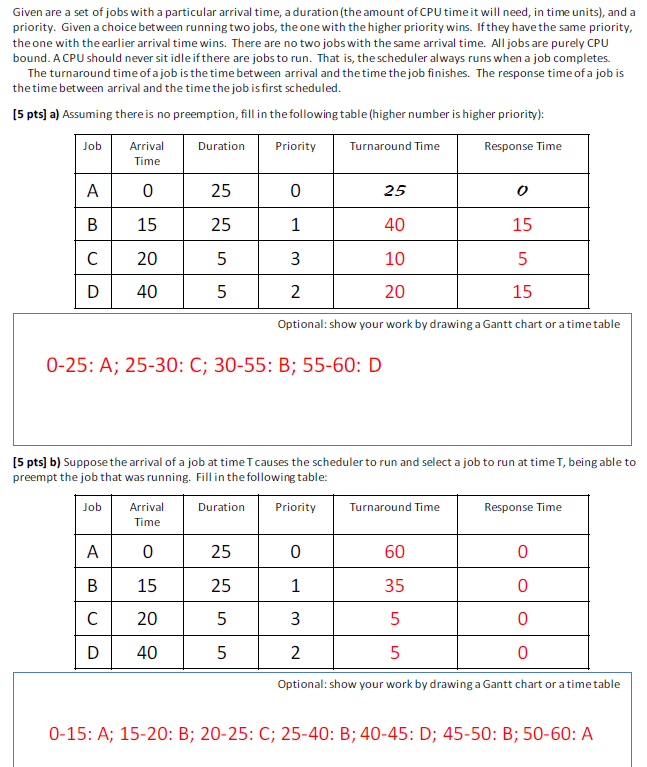 Given are a set of jobs with a particular arrival time, a duration (the amount of CPU time it will need, in time units), and a
priority. Given a choice between running two jobs, the one with the higher priority wins. If they have the same priority,
the one with the earlier arrival time wins. There are no two jobs with the same arrival time. All jobs are purely CPU
bound. A CPU should never sit idle if there are jobs to run. That is, the scheduler always runs when a job completes.
The turnaround time of a job is the time between arrival and the time the job finishes. The response time of a job is
the time between arrival and the time the job is first scheduled.
[5 pts] a) Assuming there is no preemption, fill in the following table (higher number is higher priority):
Job Arrival Time Duration Priority Turnaround Time Response Time
A 0 25 0 25 0
B 15 25 1 40 15
C 20 5 3 10 5
D 40 5 2 20 15
Optional: show your work by drawing a Gantt chart or a time table
0-25: A; 25-30: C; 30-55: B; 55-60: D
[5 pts] b) Suppose the arrival of a job at time T causes the scheduler to run and select a job to run at time T, being able to
preempt the job that was running. Fill in the following table:
Job Arrival Time Duration Priority Turnaround Time Response Time
A 0 25 0 60 0
B 15 25 1 35 0
C 20 5 3 5 0
D 40 5 2 5 0
Optional: show your work by drawing a Gantt chart or a time table
0-15: A; 15-20: B; 20-25: C; 25-40: B; 40-45: D; 45-50: B; 50-60: A